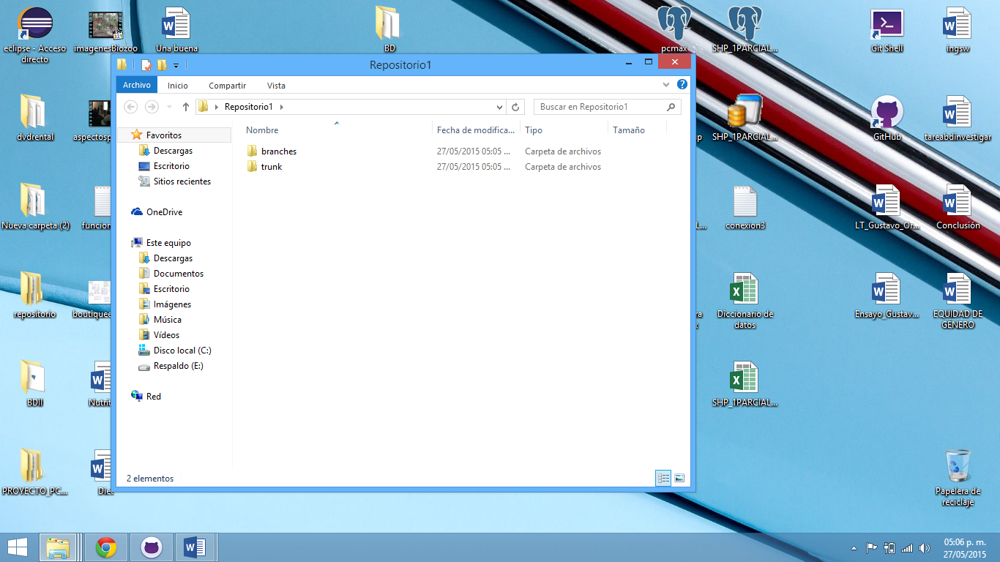 eclipse - Acceso
directo
imagenesBiozoo
Una buena
BD
pcmax
SHP_1PARCIAL...
Git Shell
ingsw
Repositorio1
Archivo
Inicio
Compartir
Vista
Repositorio1
Buscar en Repositorio1
Favoritos
Descargas
Escritorio
Sitios recientes
OneDrive
Este equipo
Descargas
Documentos
Escritorio
Imágenes
Música
Vídeos
Disco local (C:)
Respaldo (E:)
Red
Nombre
Fecha de modifica...
Tipo
Tamaño
branches
27/05/2015 05:05 ...
Carpeta de archivos
trunk
27/05/2015 05:05 ...
Carpeta de archivos
2 elementos
dvdrental
aspectosp
SHP_1PARCIAL...
GitHub
tareabdinvestigar
Nueva carpeta (2)
funcion
conexion3
LT_Gustavo_Or...
Conclusión
repositorio
boutiquee
Diccionario de
datos
Ensayo_Gustav...
EQUIDAD DE
GÉNERO
BDII
Nutrit
SHP_1PARCIAL...
PROYECTO_PC...
Diet
Papelera de
reciclaje
05:06 p. m.
27/05/2015